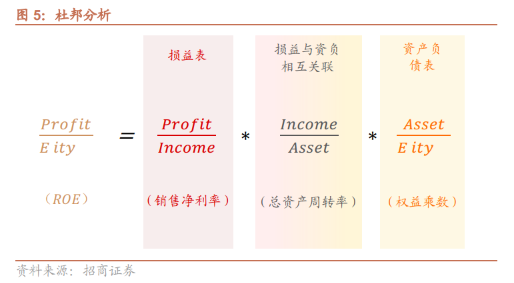 图 5：杜邦分析
损益表
损益与资负
相互关联
资产负
债表
Profit
E ity
=
Profit
Income
*
Income
Asset
*
Asset
E ity
（ROE）
（销售净利率）
（总资产周转率）
（权益乘数）
资料来源：招商证券